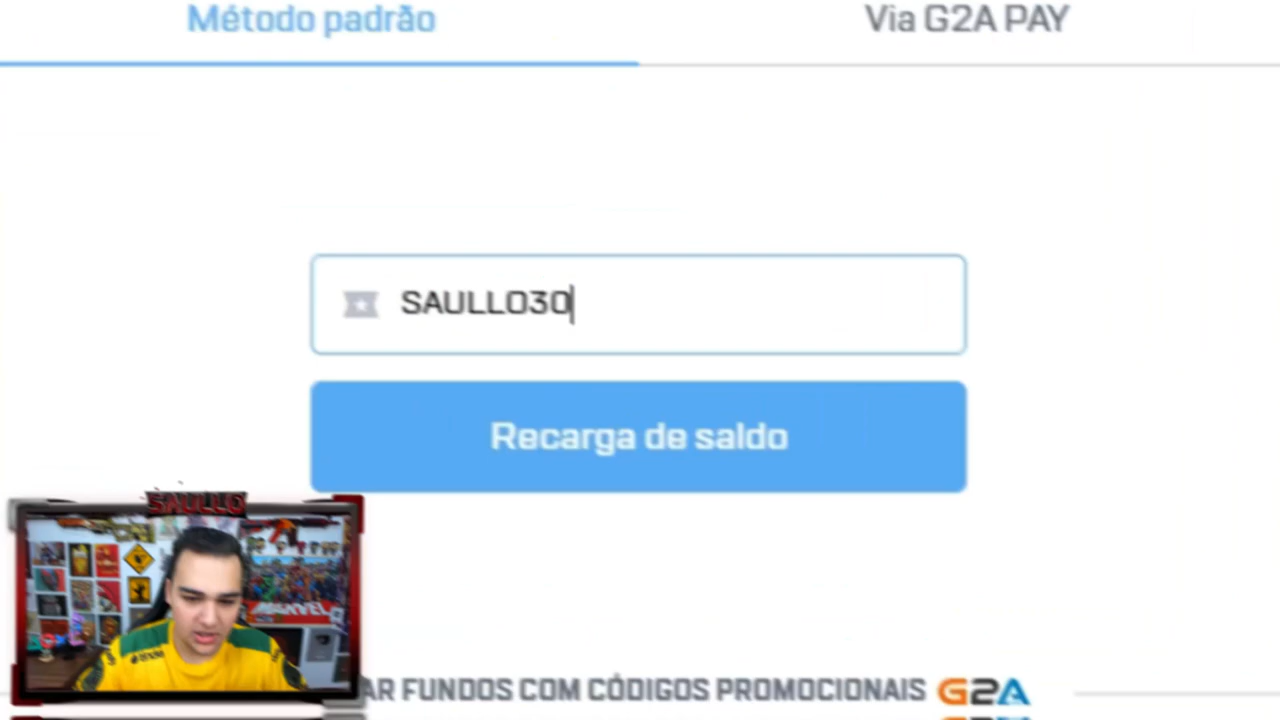 Método padrão
Via G2A PAY
SAULLO30
Recarga de saldo
SAULLO
MARVEL
AR FUNDOS COM CÓDIGOS PROMOCIONAIS G2A